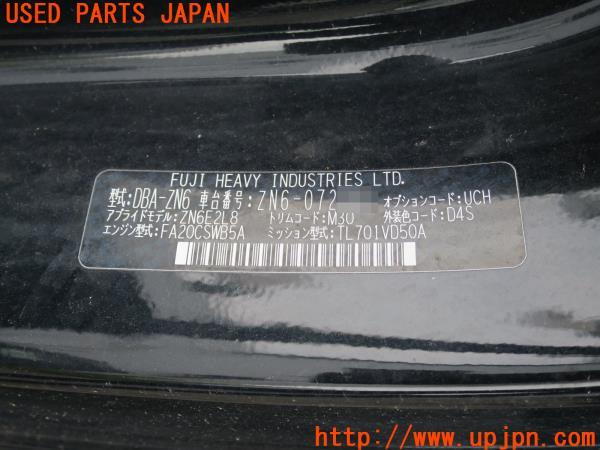 USED PARTS JAPAN
FUJI HEAVY INDUSTRIES LTD.
型式:DBA-ZN6 車台番号:ZN6-072 オプションコード:UCH
アプライドモデル:ZN6E2L8 トリムコード:M30 外装色コード:D4S
エンジン型式:FA20CSWB5A ミッション型式:TL701VD5QA
http://www.upjpn.com/